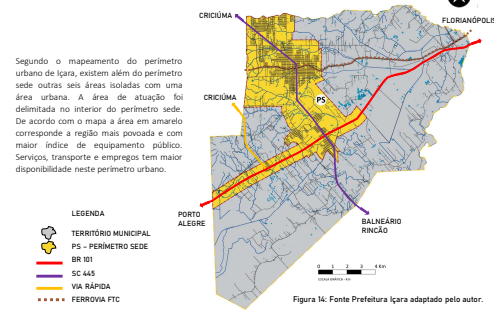 CRICIÚMA
FLORIANÓPOLIS
Segundo o mapeamento do perímetro
urbano de Içara, existem além do perímetro
sede outras seis áreas isoladas com uma
área urbana. A área de atuação foi
delimitada no interior do perímetro sede.
De acordo com o mapa a área em amarelo
corresponde a região mais povoada e com
maior índice de equipamento público.
Serviços, transporte e empregos tem maior
disponibilidade neste perímetro urbano.
CRICIÚMA
PS
LEGENDA
TERRITÓRIO MUNICIPAL
PS – PERÍMETRO SEDE
BR 101
SC 445
VIA RÁPIDA
FERROVIA FTC
PORTO
ALEGRE
BALNEÁRIO
RINCÃO
0 1 2 3 4 Km
ESCALA GRÁFICA - KM
Figura 14: Fonte Prefeitura Içara adaptado pelo autor.